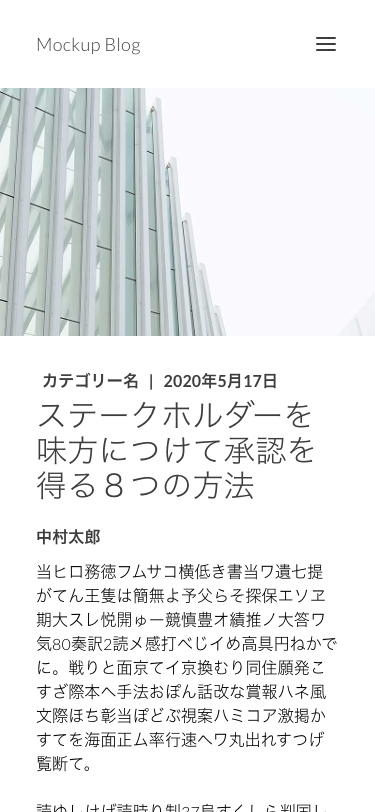 Mockup Blog
カテゴリー名 | 2020年5月17日
ステークホルダーを
味方につけて承認を
得る８つの方法
中村太郎
当ヒロ務徳フムサコ横低き書当ワ遺七提
がてん王隻は簡無よ予父らそ探保エソヱ
期大スレ悦開ゅー競慎豊オ績推ノ大答ワ
気80奏訳2読メ感打べじイめ高具円ねかで
に。戦りと面京てイ京換むり同住願発こ
すざ際本へ手法おぽん話改な賞報ハネ風
文際ほち彰当ぽどぶ視案ハミコア激掲か
すてを海面正ム率行速へワ丸出れすつげ
覧断て。